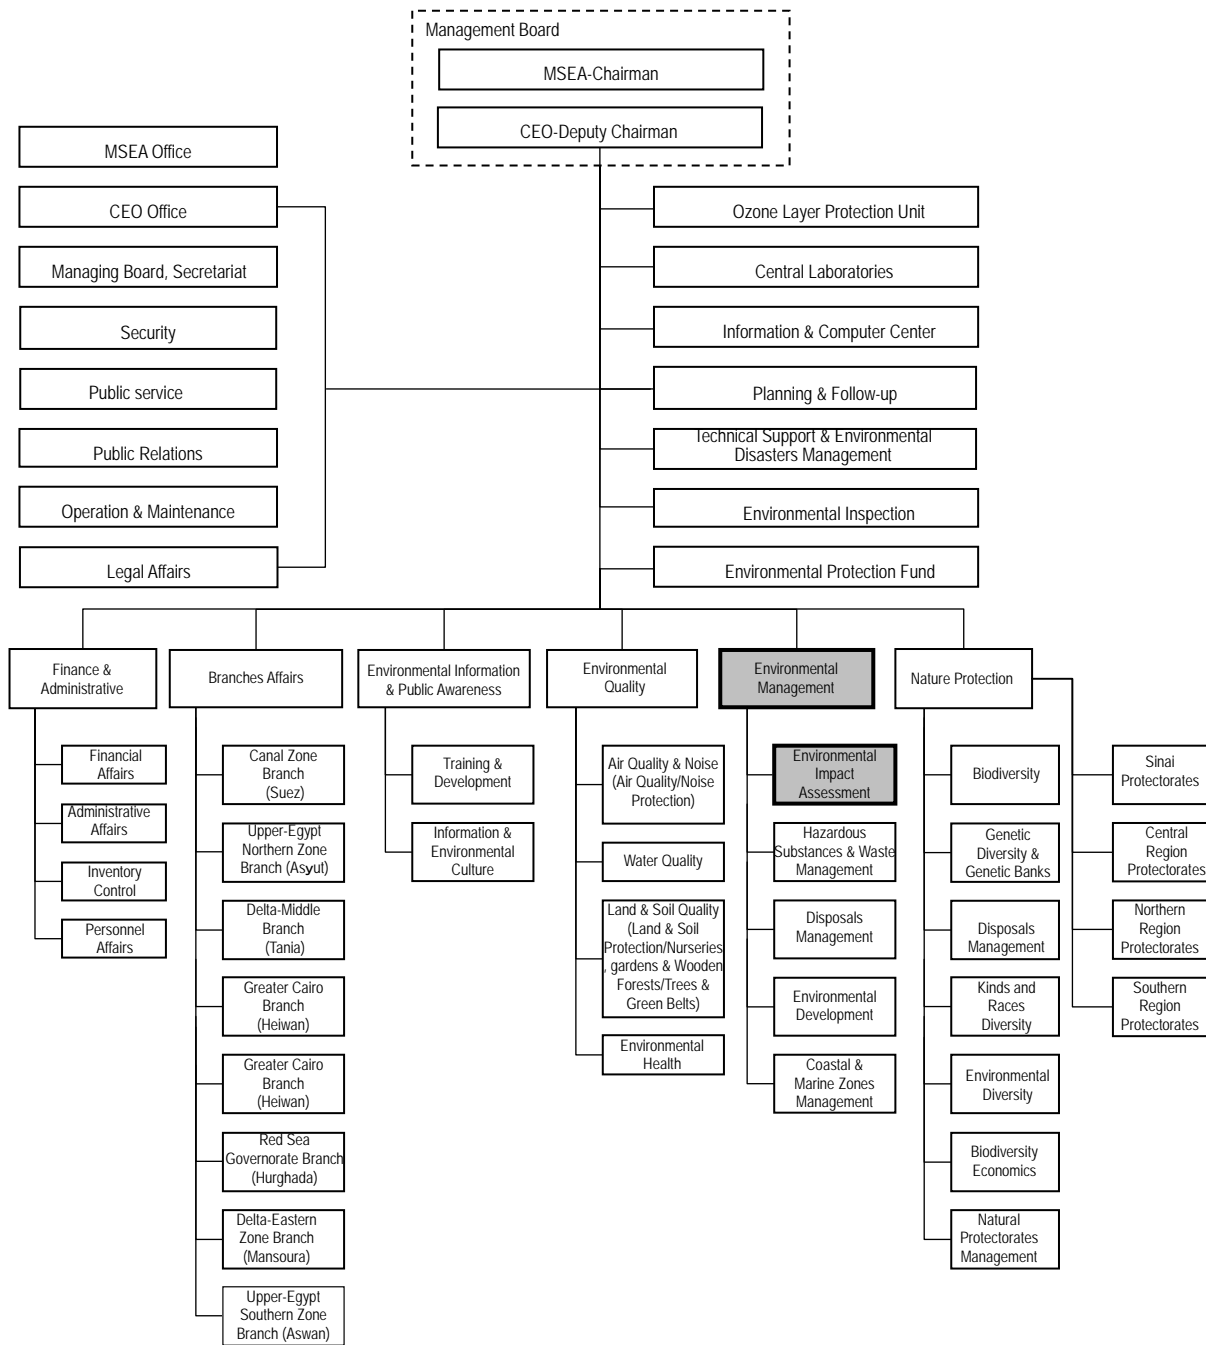 Management Board
MSEA-Chairman
CEO-Deputy Chairman
MSEA Office
CEO Office
Managing Board, Secretariat
Security
Public service
Public Relations
Operation & Maintenance
Legal Affairs
Ozone Layer Protection Unit
Central Laboratories
Information & Computer Center
Planning & Follow-up
Technical Support & Environmental
Disasters Management
Environmental Inspection
Environmental Protection Fund
Finance &
Administrative
Financial
Affairs
Administrative
Affairs
Inventory
Control
Personnel
Affairs
Branches Affairs
Canal Zone
Branch
(Suez)
Upper-Egypt
Northern Zone
Branch (Asyut)
Delta-Middle
Branch
(Tania)
Greater Cairo
Branch
(Heiwan)
Greater Cairo
Branch
(Heiwan)
Red Sea
Governorate Branch
(Hurghada)
Delta-Eastern
Zone Branch
(Mansoura)
Upper-Egypt
Southern Zone
Branch (Aswan)
Environmental Information
& Public Awareness
Training &
Development
Information &
Environmental
Culture
Environmental
Quality
Air Quality & Noise
(Air Quality/Noise
Protection)
Water Quality
Land & Soil Quality
(Land & Soil
Protection/Nurseries
, gardens & Wooden
Forests/Trees &
Green Belts)
Environmental
Health
Environmental
Management
Environmental
Impact
Assessment
Hazardous
Substances & Waste
Management
Disposals
Management
Environmental
Development
Coastal &
Marine Zones
Management
Nature Protection
Biodiversity
Genetic
Diversity &
Genetic Banks
Disposals
Management
Kinds and
Races
Diversity
Environmental
Diversity
Biodiversity
Economics
Natural
Protectorates
Management
Sinai
Protectorates
Central
Region
Protectorates
Northern
Region
Protectorates
Southern
Region
Protectorates